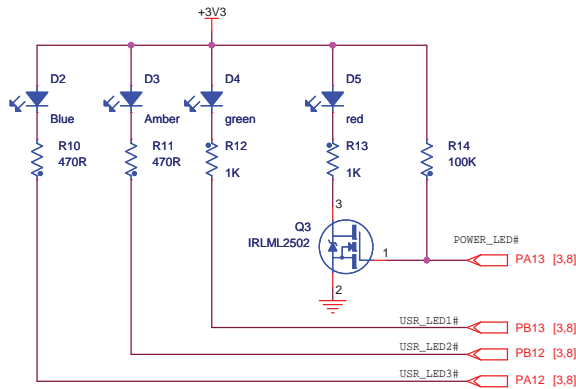 +3V3
D2
D3
D4
D5
Blue
Amber
green
red
R10
470R
R11
470R
R12
1K
R13
1K
R14
100K
3
Q3
IRLML2502
1
2
POWER_LED#
PA13 [3,8]
USR_LED1#
PB13 [3,8]
USR_LED2#
PB12 [3,8]
USR_LED3#
PA12 [3,8]